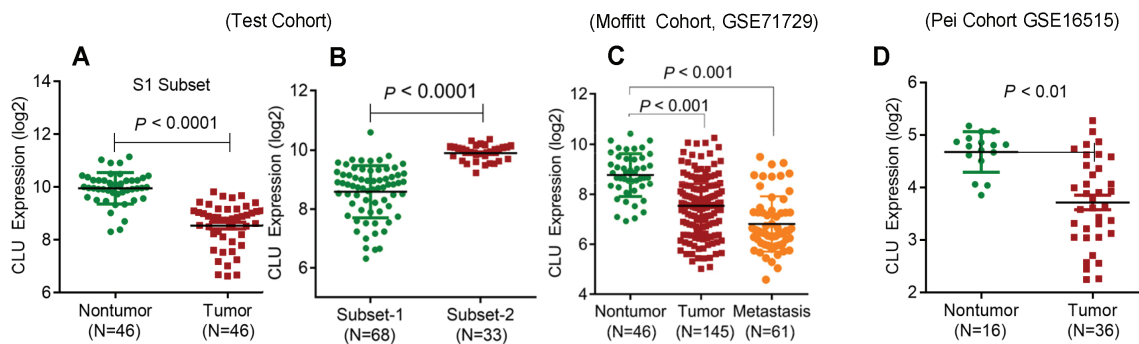 (Test Cohort)
(Moffitt Cohort, GSE71729)
(Pei Cohort GSE16515)
A
S1 Subset
P < 0.0001
CLU Expression (log2)
14
12
10
8
6
Nontumor
(N=46)
Tumor
(N=46)
B
P < 0.0001
CLU Expression (log2)
12
10
8
6
Subset-1
(N=68)
Subset-2
(N=33)
C
P < 0.001
P < 0.001
CLU Expression (log2)
12
10
8
6
4
Nontumor
(N=46)
Tumor
(N=145)
Metastasis
(N=61)
D
P < 0.01
CLU Expression (log2)
6
5
4
3
2
Nontumor
(N=16)
Tumor
(N=36)